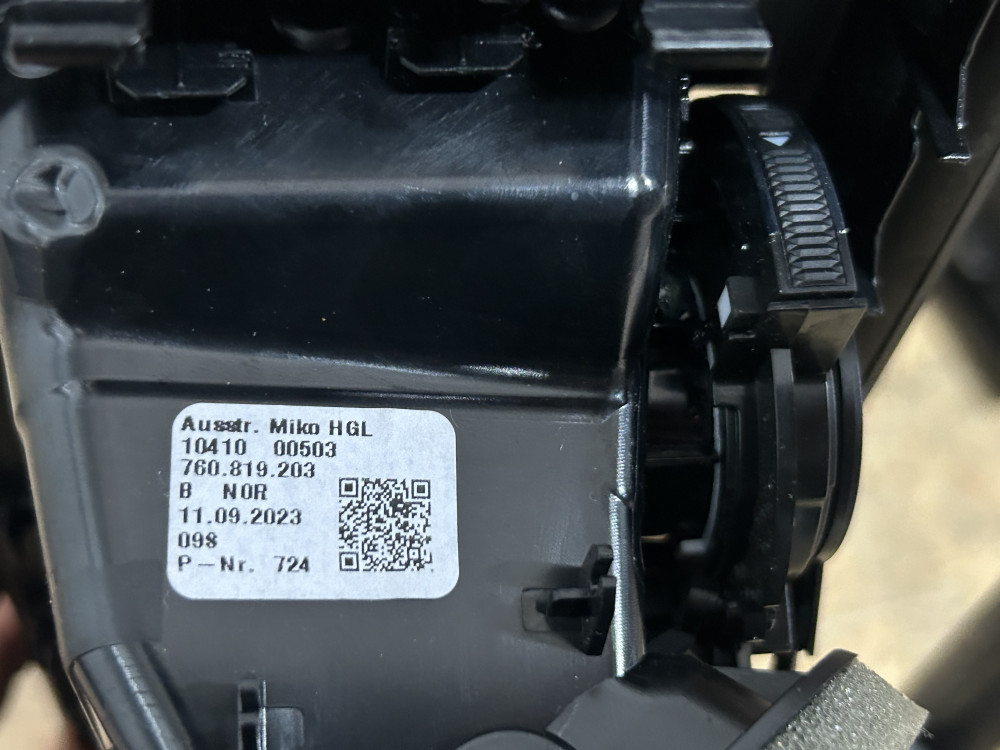 Ausstr. Miko HGL
10410 00503
760.819.203
B NOR
11.09.2023
098
P-Nr. 724